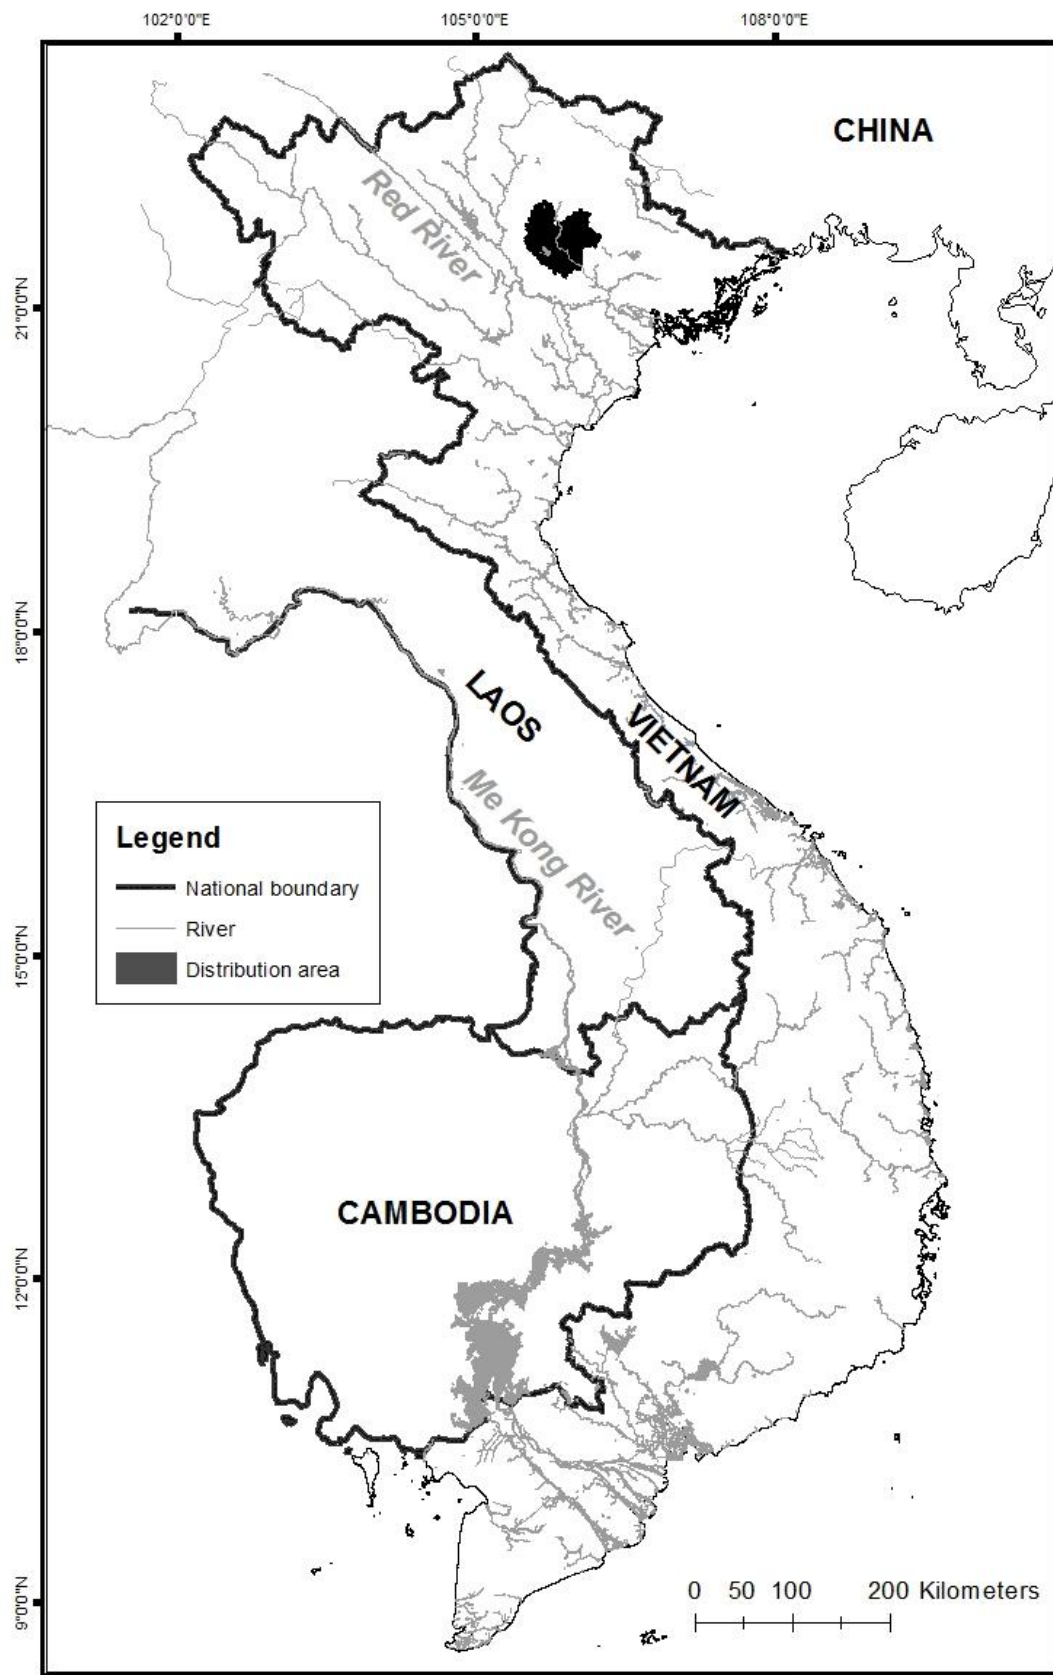 102°0'0"E
105°0'0"E
108°0'0"E
CHINA
Red River
21°0'0"N
18°0'0"N
LAOS
VIETNAM
Me Kong River
Legend
National boundary
River
Distribution area
15°0'0"N
CAMBODIA
12°0'0"N
9°0'0"N
0 50 100 200 Kilometers